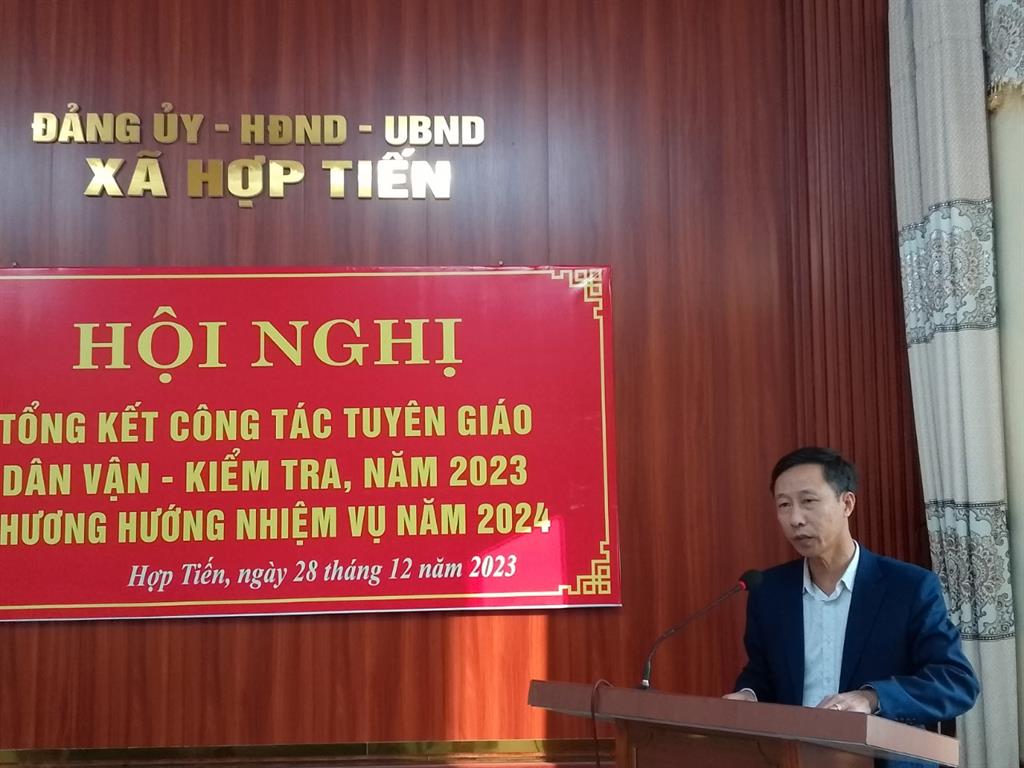 ĐẢNG ỦY - HĐND - UBND
XÃ HỢP TIẾN
HỘI NGHỊ
TỔNG KẾT CÔNG TÁC TUYÊN GIÁO
DÂN VẬN - KIỂM TRA, NĂM 2023
HƯƠNG HƯỚNG NHIỆM VỤ NĂM 2024
Hợp Tiến, ngày 28 tháng 12 năm 2023